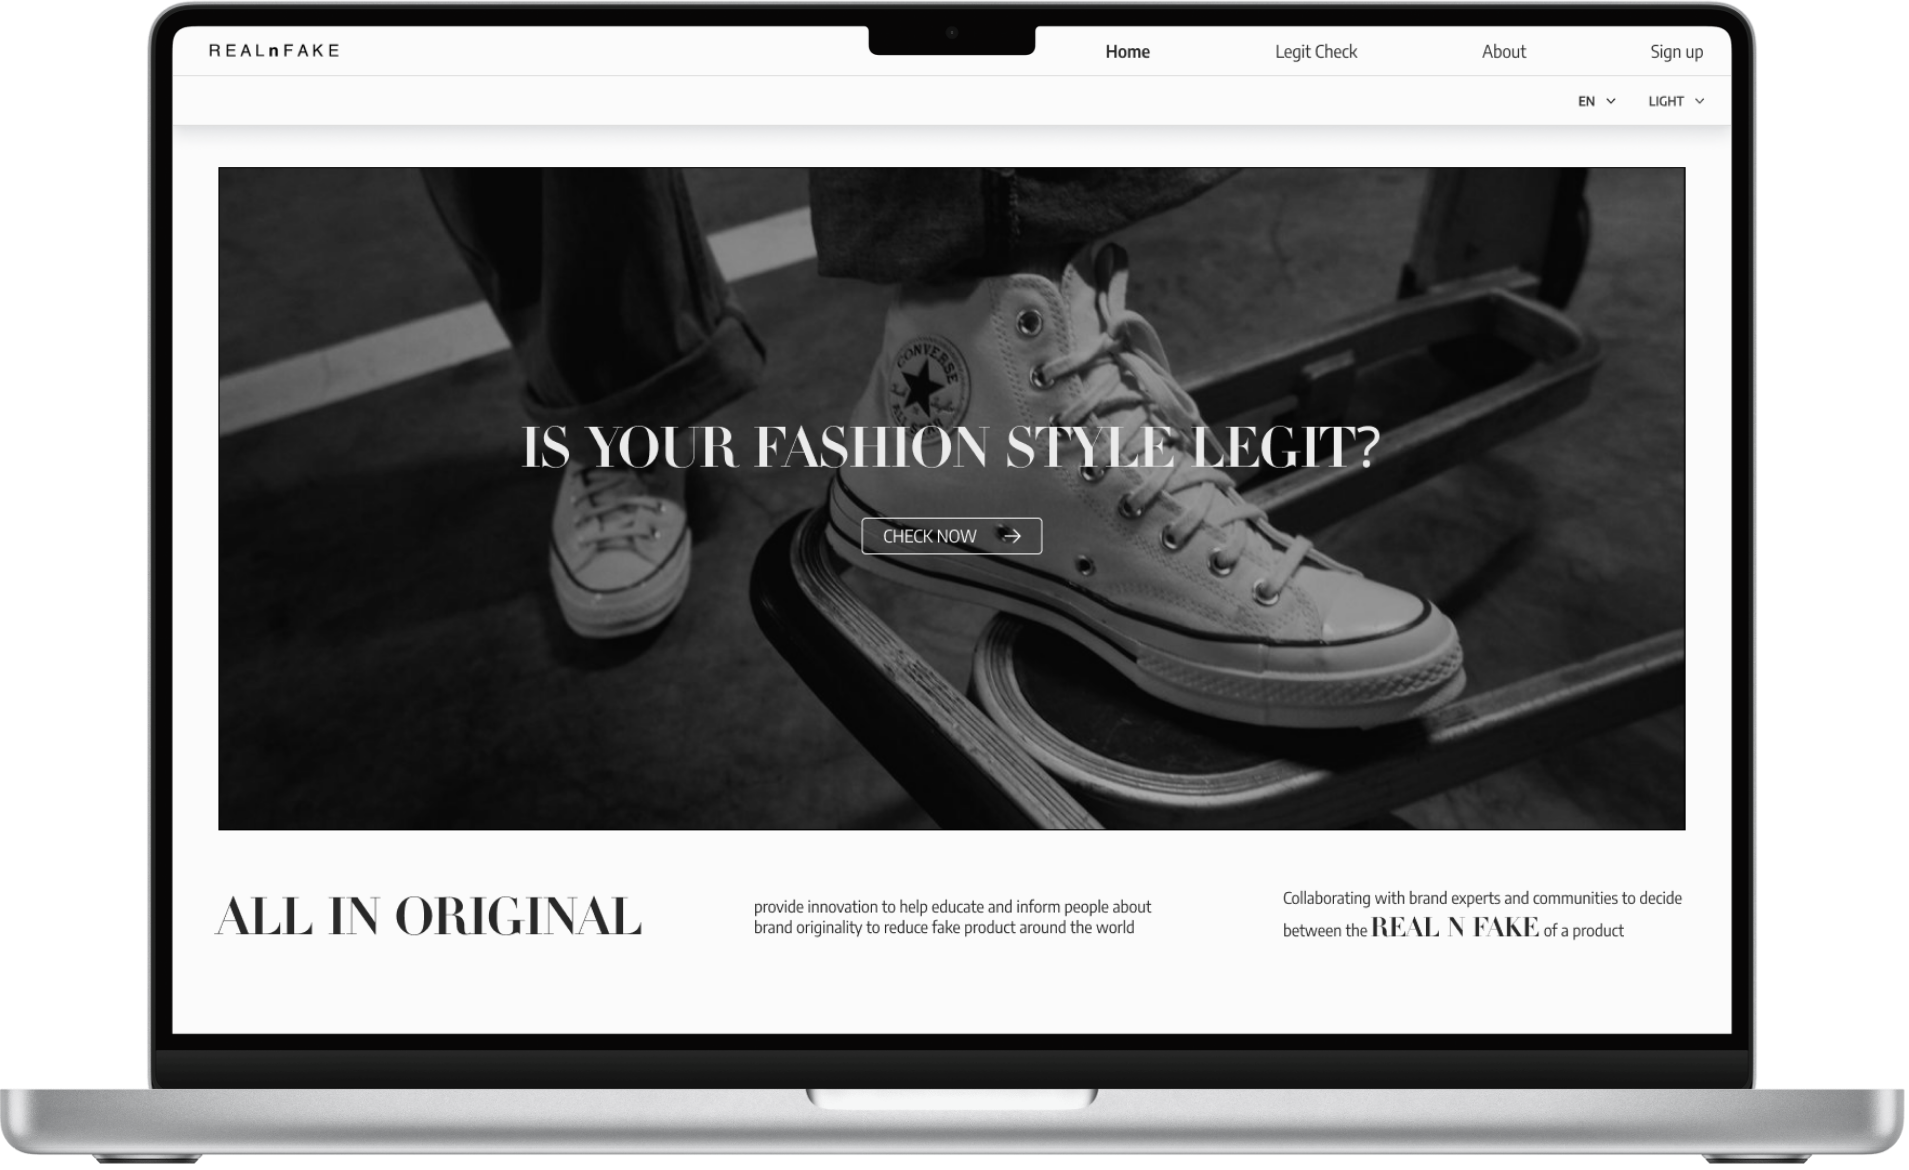 REALnFAKE
Home
Legit Check
About
Sign up
EN
LIGHT
CONVERSE
IS YOUR FASHION STYLE LEGIT?
CHECK NOW
ALL IN ORIGINAL
provide innovation to help educate and inform people about
brand originality to reduce fake product around the world
Collaborating with brand experts and communities to decide
between the REAL N FAKE of a product